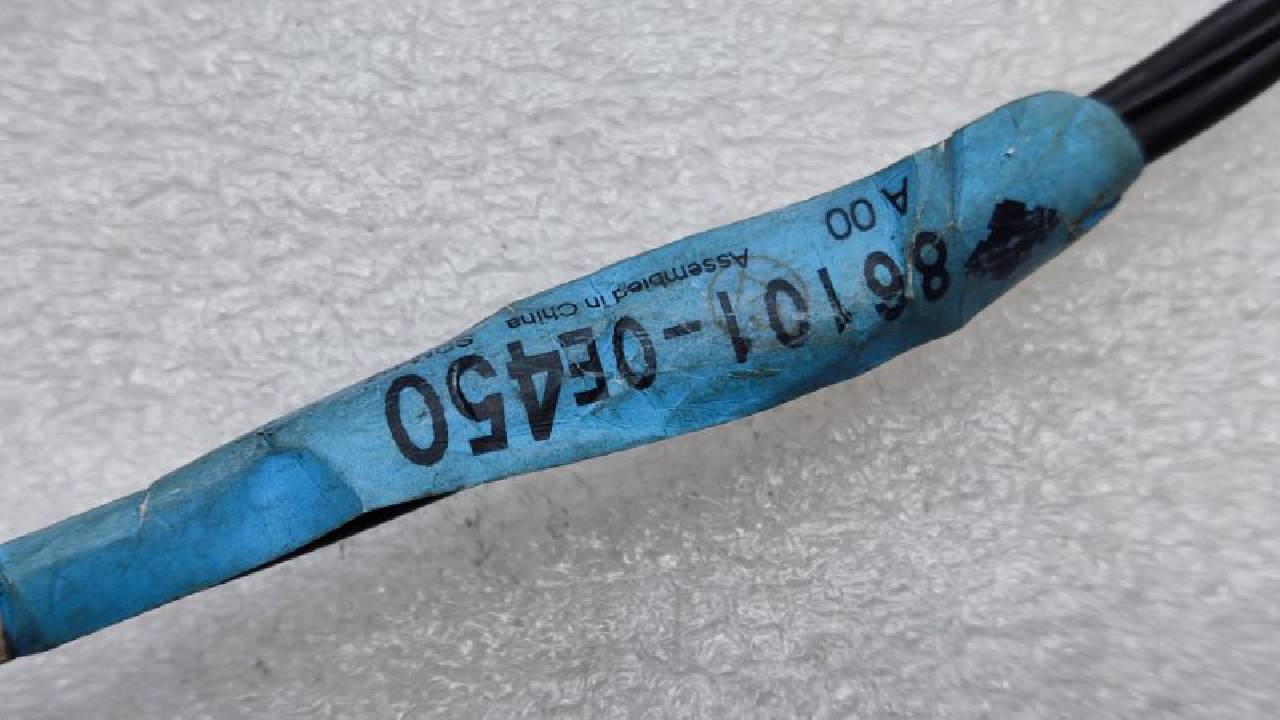 86101-0E450
A 00
Assembled in China